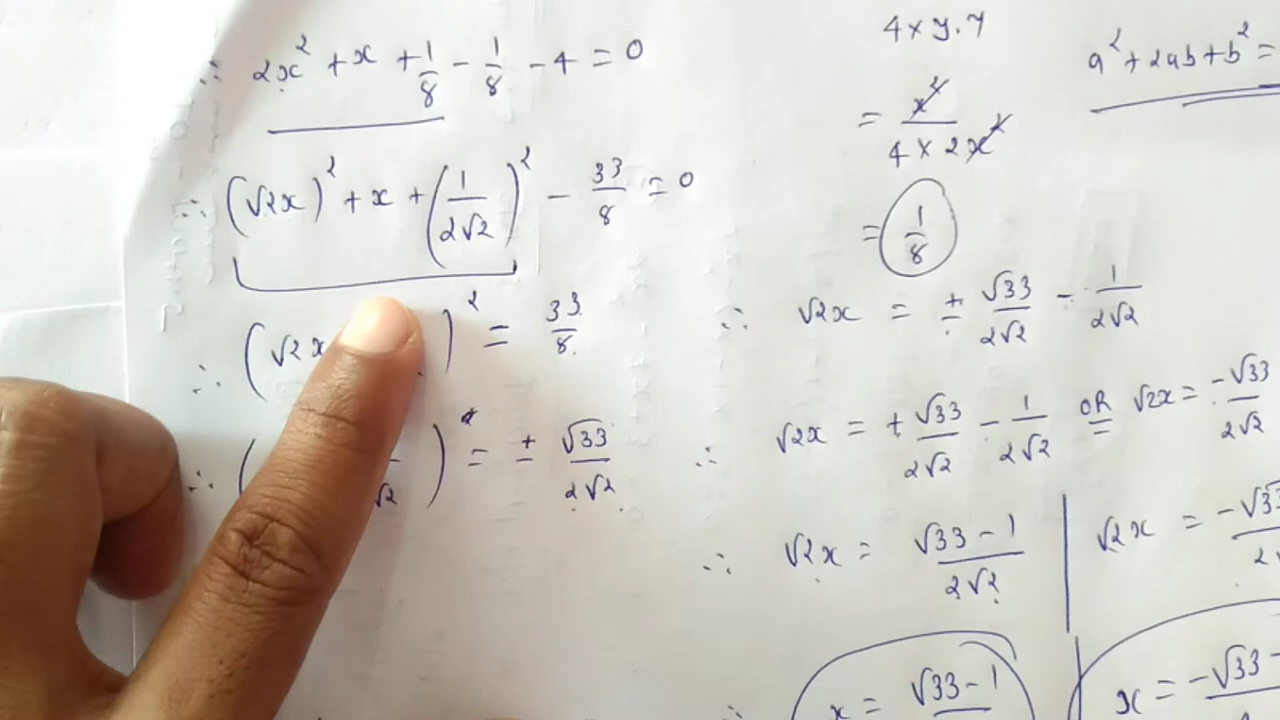 ∴ 2x² + x + 1/8 - 1/8 - 4 = 0
∴ (√2x)² + x + (1/2√2)² - 33/8 = 0
∴ (√2x )² = 33/8
∴ ( √2 )² = ± √33/2√2
4 × y.y
= x²/4 × 2x²
= 1/8
a² + 2ab + b² =
∴ √2x = ± √33/2√2 - 1/2√2
∴ √2x = + √33/2√2 - 1/2√2 OR √2x = -√33/2√2
∴ √2x = √33 - 1/2√2
√2x = -√33
∴ x = √33 - 1
x = -√33 -